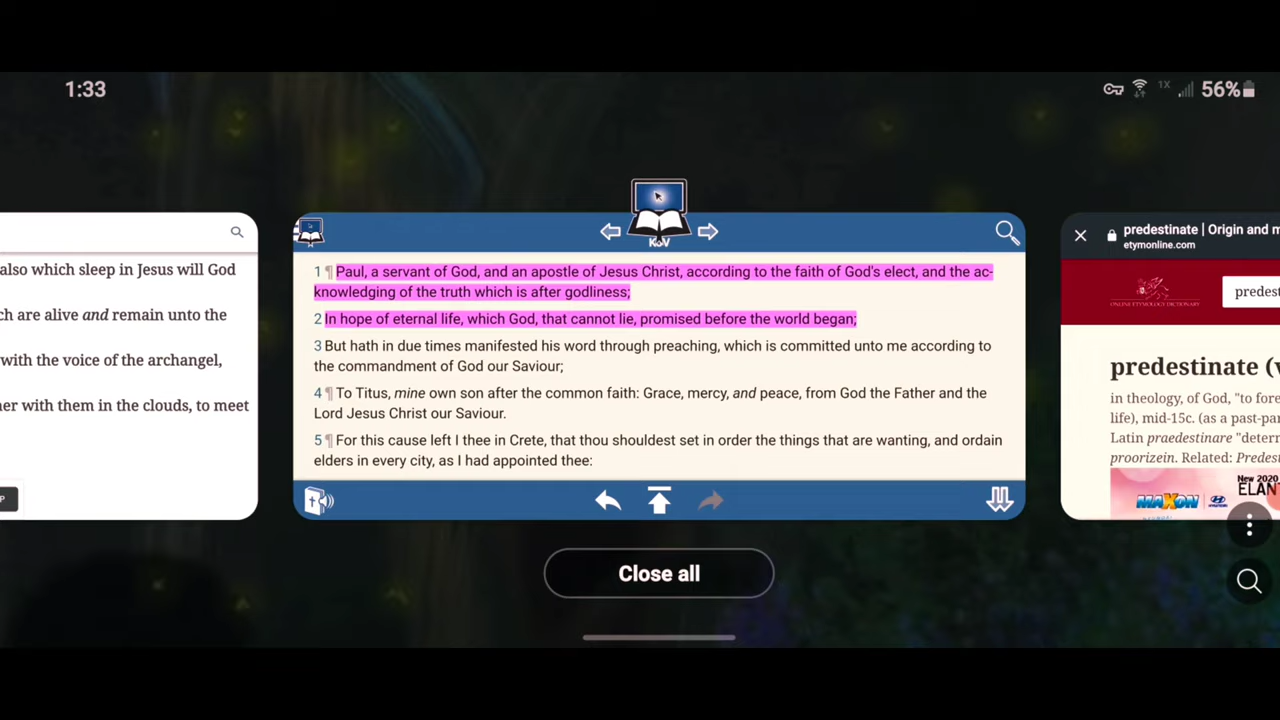 1:33
1X
56%
also which sleep in Jesus will God
ch are alive and remain unto the
with the voice of the archangel,
her with them in the clouds, to meet
P
KJV
1 ¶ Paul, a servant of God, and an apostle of Jesus Christ, according to the faith of God's elect, and the ac-
knowledging of the truth which is after godliness;
2 In hope of eternal life, which God, that cannot lie, promised before the world began;
3 But hath in due times manifested his word through preaching, which is committed unto me according to
the commandment of God our Saviour;
4 ¶ To Titus, mine own son after the common faith: Grace, mercy, and peace, from God the Father and the
Lord Jesus Christ our Saviour.
5 ¶ For this cause left I thee in Crete, that thou shouldest set in order the things that are wanting, and ordain
elders in every city, as I had appointed thee:
predestinate | Origin and m
etymonline.com
ONLINE ETYMOLOGY DICTIONARY
predest
predestinate (v
in theology, of God, "to fore
life), mid-15c. (as a past-pa
Latin praedestinare "deterr
proorizein. Related: Predes
MAXON
New 2020
ELAN
Close all